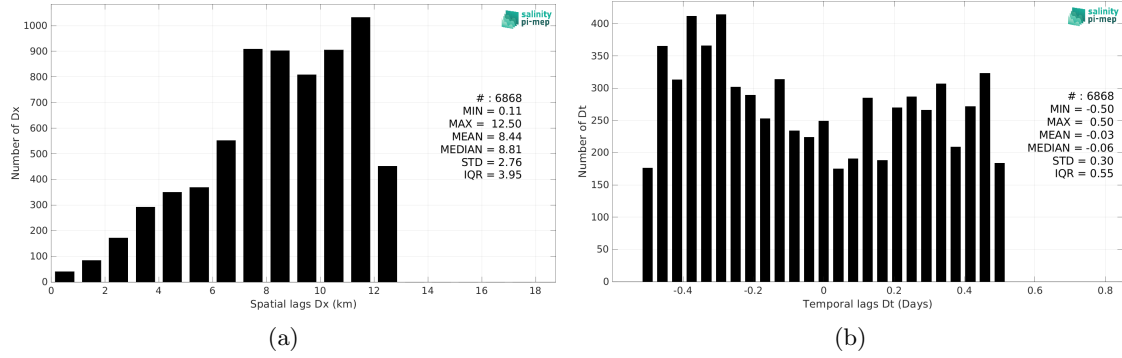 1000
900
800
700
600
500
400
300
200
100
0
Number of Dx
salinity
pi-mep
# : 6868
MIN = 0.11
MAX = 12.50
MEAN = 8.44
MEDIAN = 8.81
STD = 2.76
IQR = 3.95
0 2 4 6 8 10 12 14 16 18
Spatial lags Dx (km)
(a)
400
350
300
250
200
150
100
50
0
Number of Dt
salinity
pi-mep
# : 6868
MIN = -0.50
MAX = 0.50
MEAN = -0.03
MEDIAN = -0.06
STD = 0.30
IQR = 0.55
-0.4 -0.2 0 0.2 0.4 0.6 0.8
Temporal lags Dt (Days)
(b)